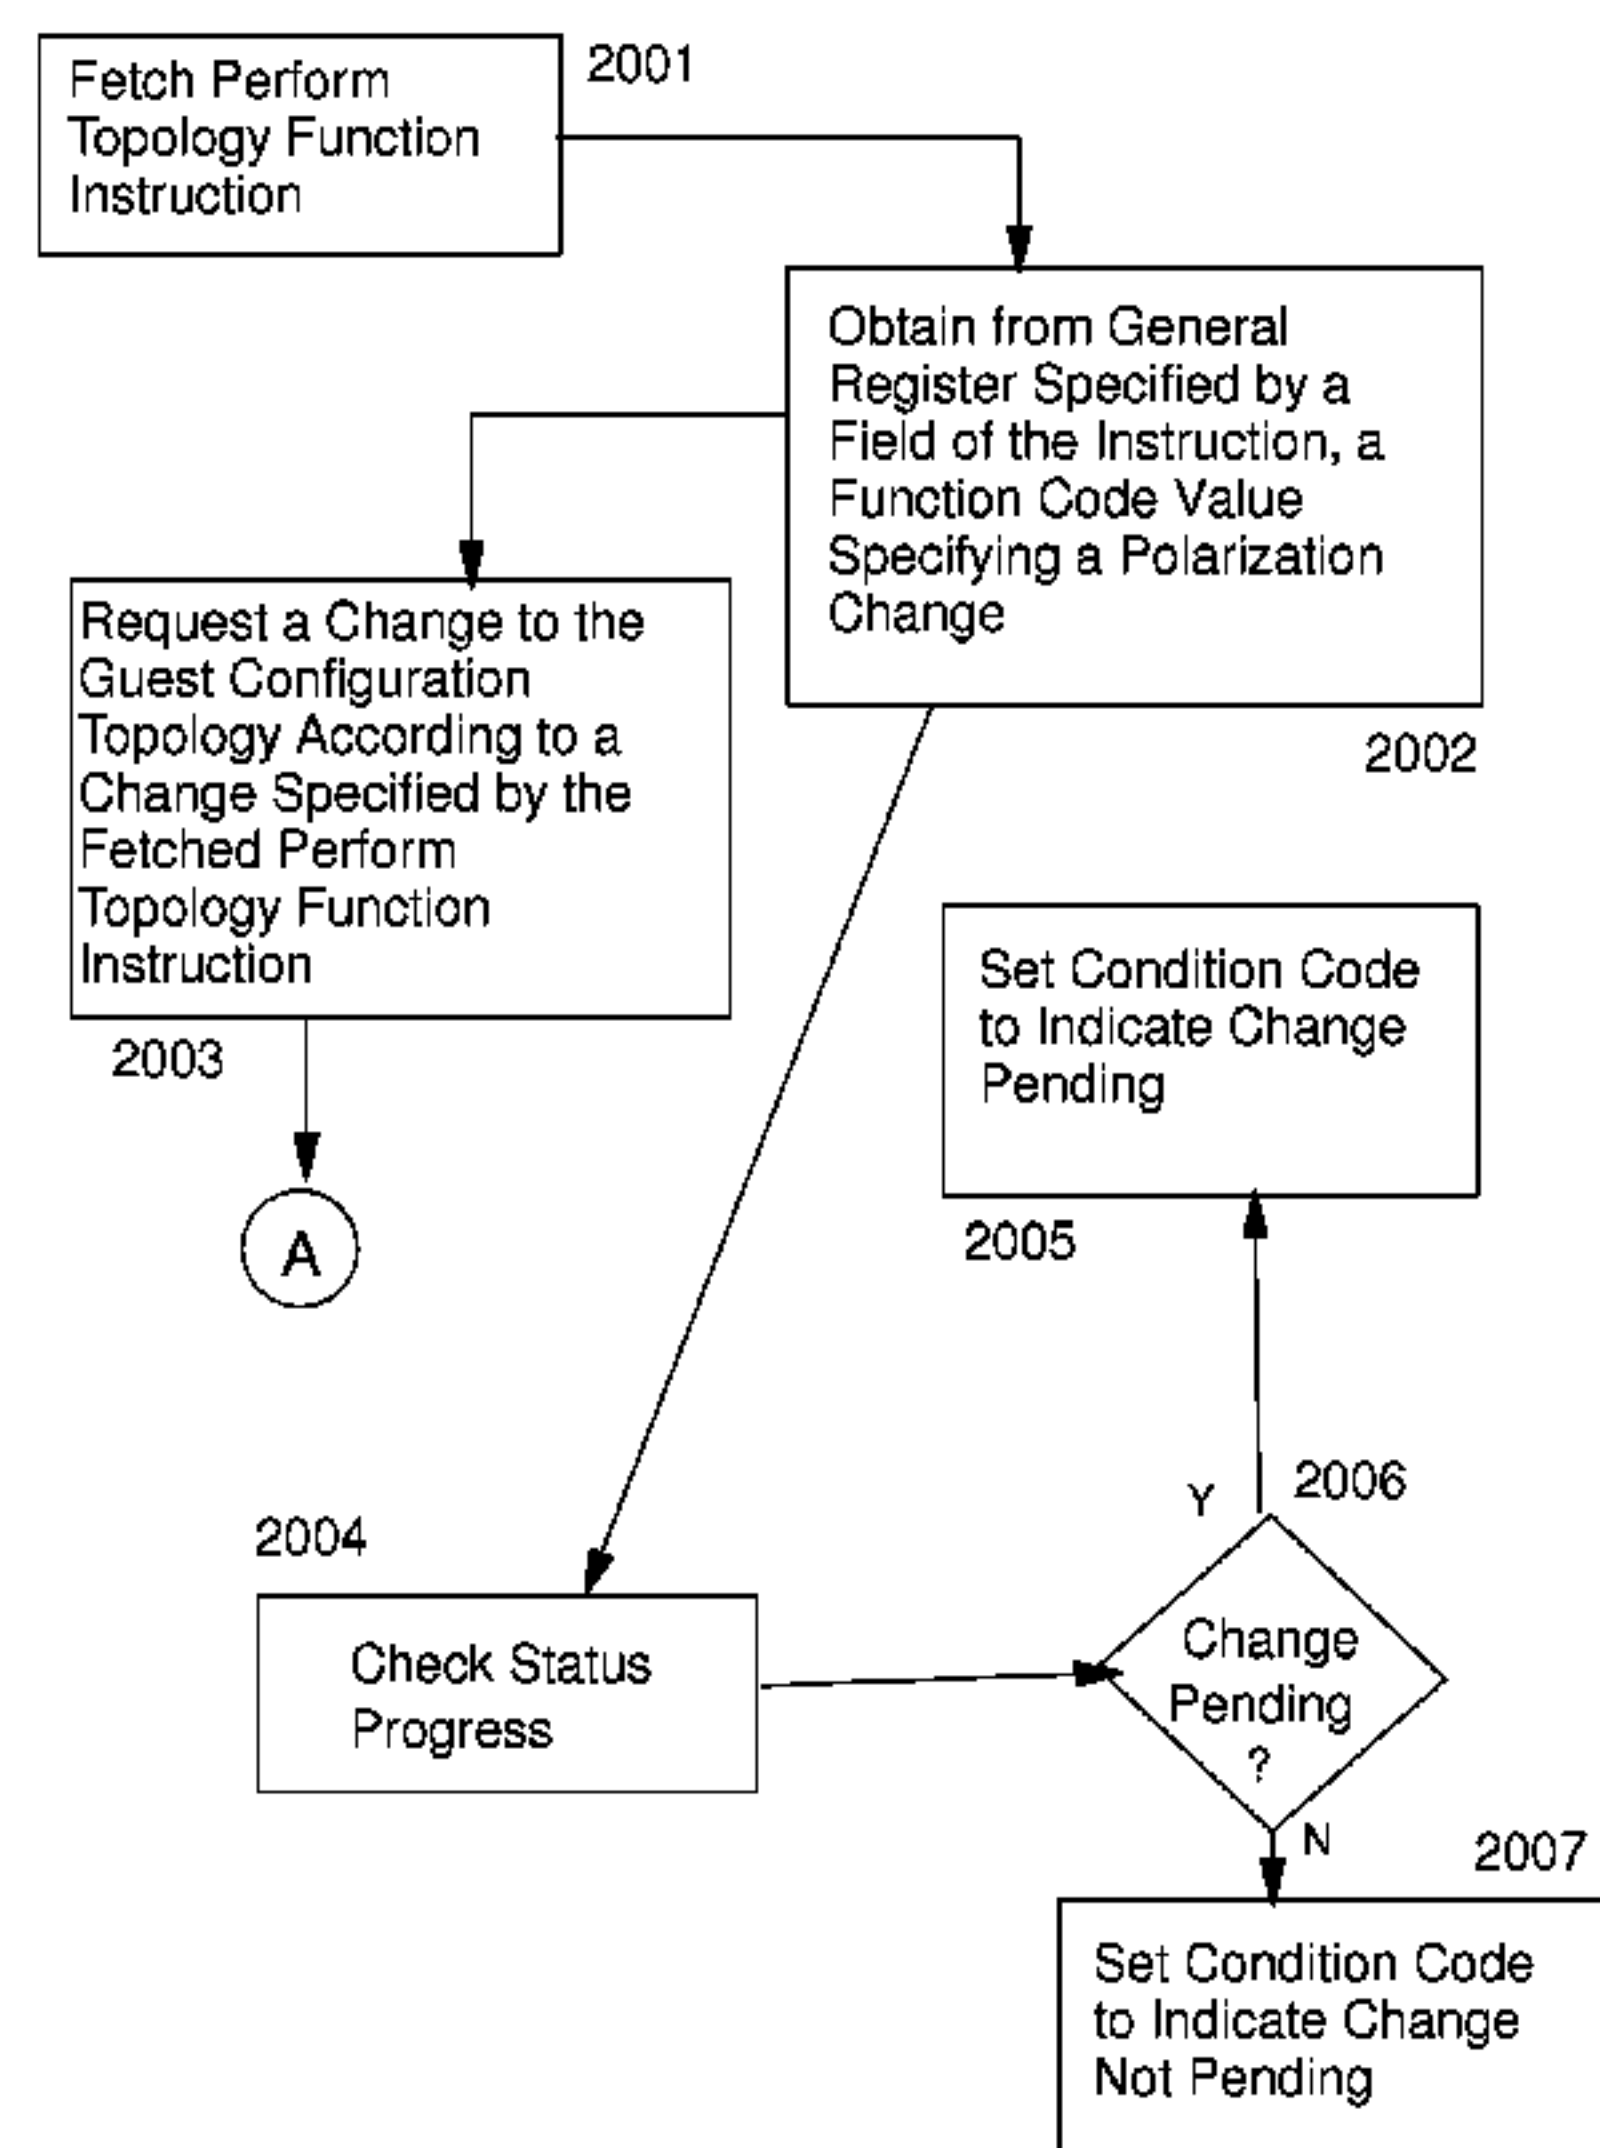 Fetch Perform
Topology Function
Instruction
2001
Obtain from General
Register Specified by a
Field of the Instruction, a
Function Code Value
Specifying a Polarization
Change
2002
Request a Change to the
Guest Configuration
Topology According to a
Change Specified by the
Fetched Perform
Topology Function
Instruction
2003
A
Set Condition Code
to Indicate Change
Pending
2005
2004
Check Status
Progress
Y
2006
Change
Pending
?
N
2007
Set Condition Code
to Indicate Change
Not Pending